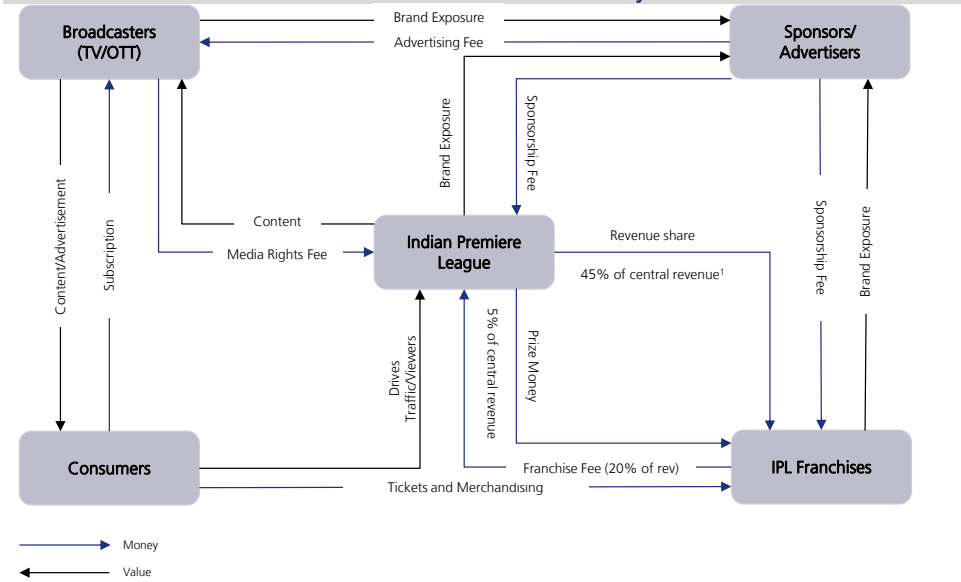 Brand Exposure
Broadcasters
(TV/OTT)
Advertising Fee
Sponsors/
Advertisers
Brand Exposure
Sponsorship Fee
Content/Advertisement
Subscription
Content
Media Rights Fee
Indian Premiere
League
Revenue share
45% of central revenue¹
Sponsorship Fee
Brand Exposure
Drives
Traffic/Viewers
5% of central revenue
Prize Money
Consumers
Franchise Fee (20% of rev)
Tickets and Merchandising
IPL Franchises
Money
Value